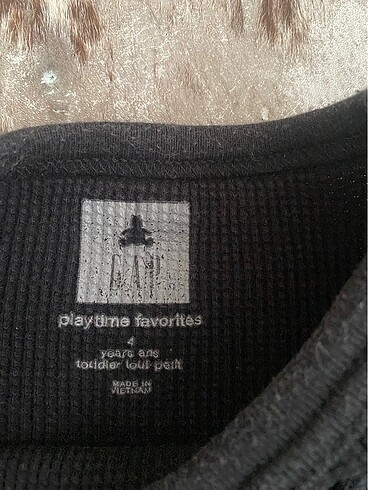 GAP
playtime favorites
4
years ans
toddler tout-petit
MADE IN
VIETNAM